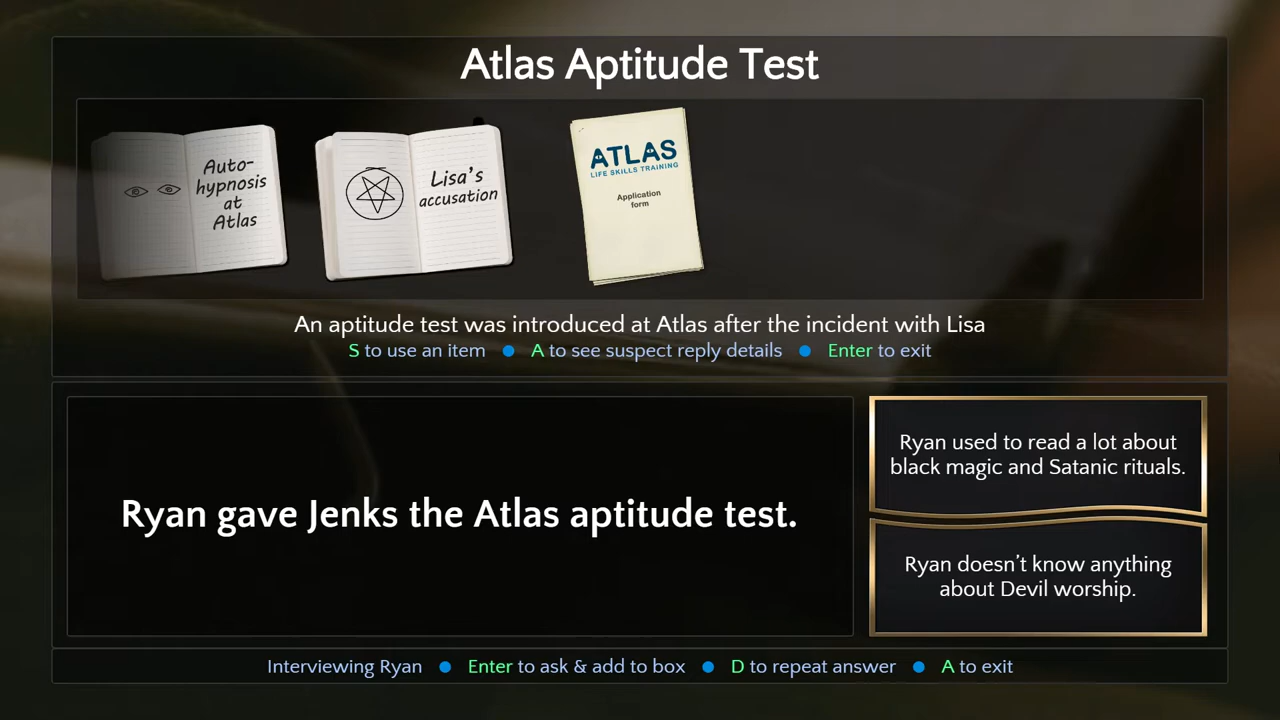 Atlas Aptitude Test
Auto-
hypnosis
at
Atlas
Lisa's
accusation
ATLAS
LIFE SKILLS TRAINING
Application
form
An aptitude test was introduced at Atlas after the incident with Lisa
S to use an item ● A to see suspect reply details ● Enter to exit
Ryan gave Jenks the Atlas aptitude test.
Ryan used to read a lot about
black magic and Satanic rituals.
Ryan doesn't know anything
about Devil worship.
Interviewing Ryan ● Enter to ask & add to box ● D to repeat answer ● A to exit